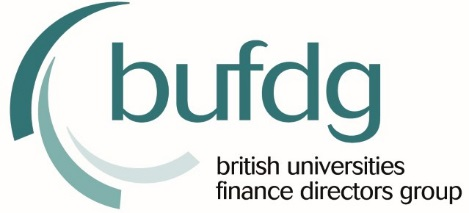 bufdg
british universities
finance directors group